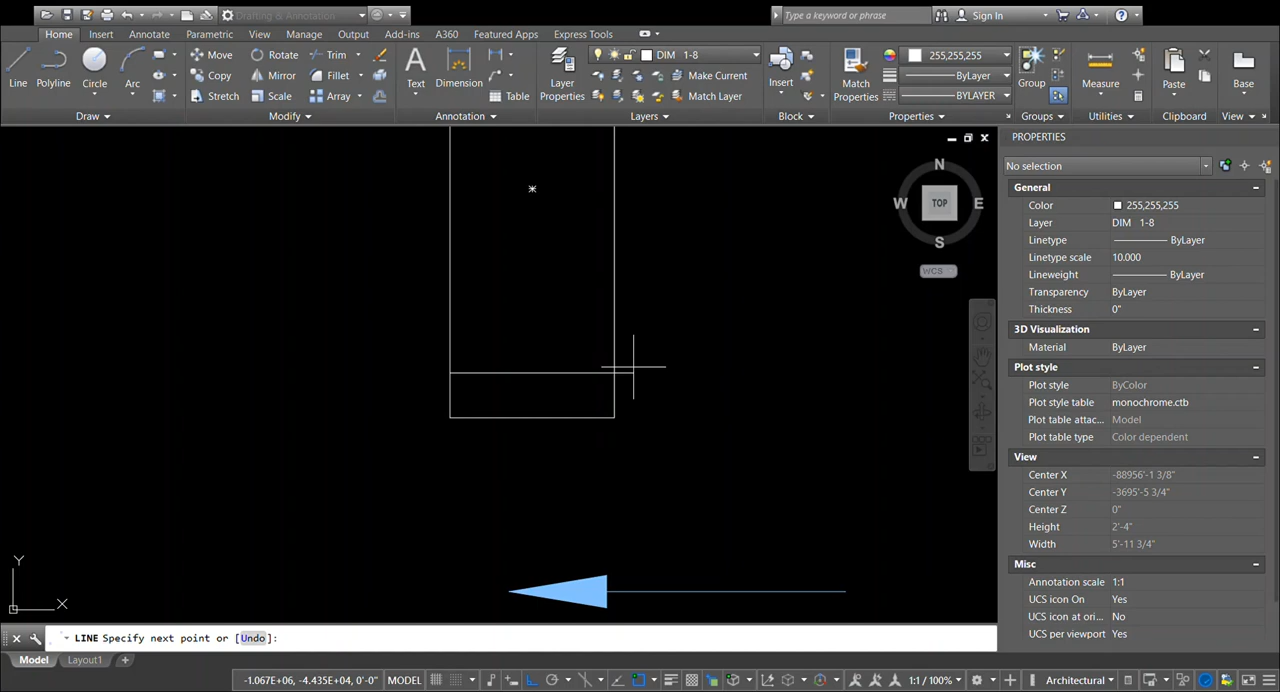 Drafting & Annotation
Type a keyword or phrase
Sign In
Home Insert Annotate Parametric View Manage Output Add-ins A360 Featured Apps Express Tools
Line Polyline Circle Arc
Move Rotate Trim
Copy Mirror Fillet
Stretch Scale Array
Text Dimension Table
Layer Properties
DIM 1-8
Make Current
Match Layer
Insert
Match Properties
255,255,255
ByLayer
BYLAYER
Group
Measure
Paste
Base
Draw Modify Annotation Layers Block Properties Groups Utilities Clipboard View
N
W TOP E
S
WCS
PROPERTIES
No selection
General
Color 255,255,255
Layer DIM 1-8
Linetype ByLayer
Linetype scale 10.000
Lineweight ByLayer
Transparency ByLayer
Thickness 0"
3D Visualization
Material ByLayer
Plot style
Plot style ByColor
Plot style table monochrome.ctb
Plot table attac... Model
Plot table type Color dependent
View
Center X -88956'-1 3/8"
Center Y -3695'-5 3/4"
Center Z 0"
Height 2'-4"
Width 5'-11 3/4"
Misc
Annotation scale 1:1
UCS icon On Yes
UCS icon at ori... No
UCS per viewport Yes
Y
X
LINE Specify next point or [Undo]:
Model Layout1 +
-1.067E+06, -4.435E+04, 0'-0" MODEL 1:1 / 100% Architectural